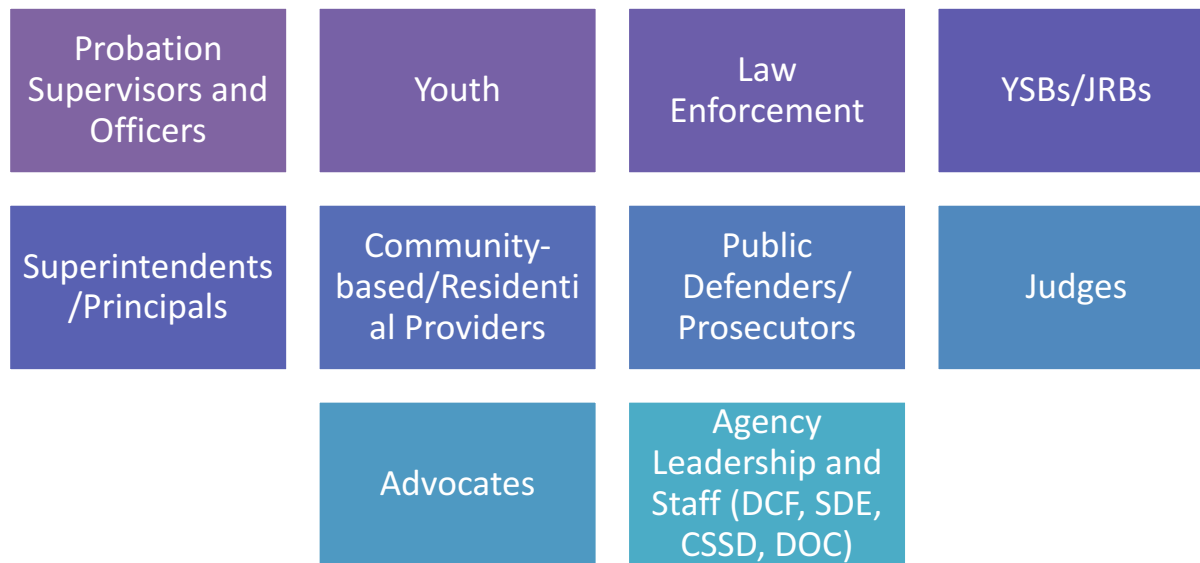 Probation
Supervisors and
Officers
Youth
Law
Enforcement
YSBs/JRBs
Superintendents
/Principals
Community-
based/Residenti
al Providers
Public
Defenders/
Prosecutors
Judges
Advocates
Agency
Leadership and
Staff (DCF, SDE,
CSSD, DOC)